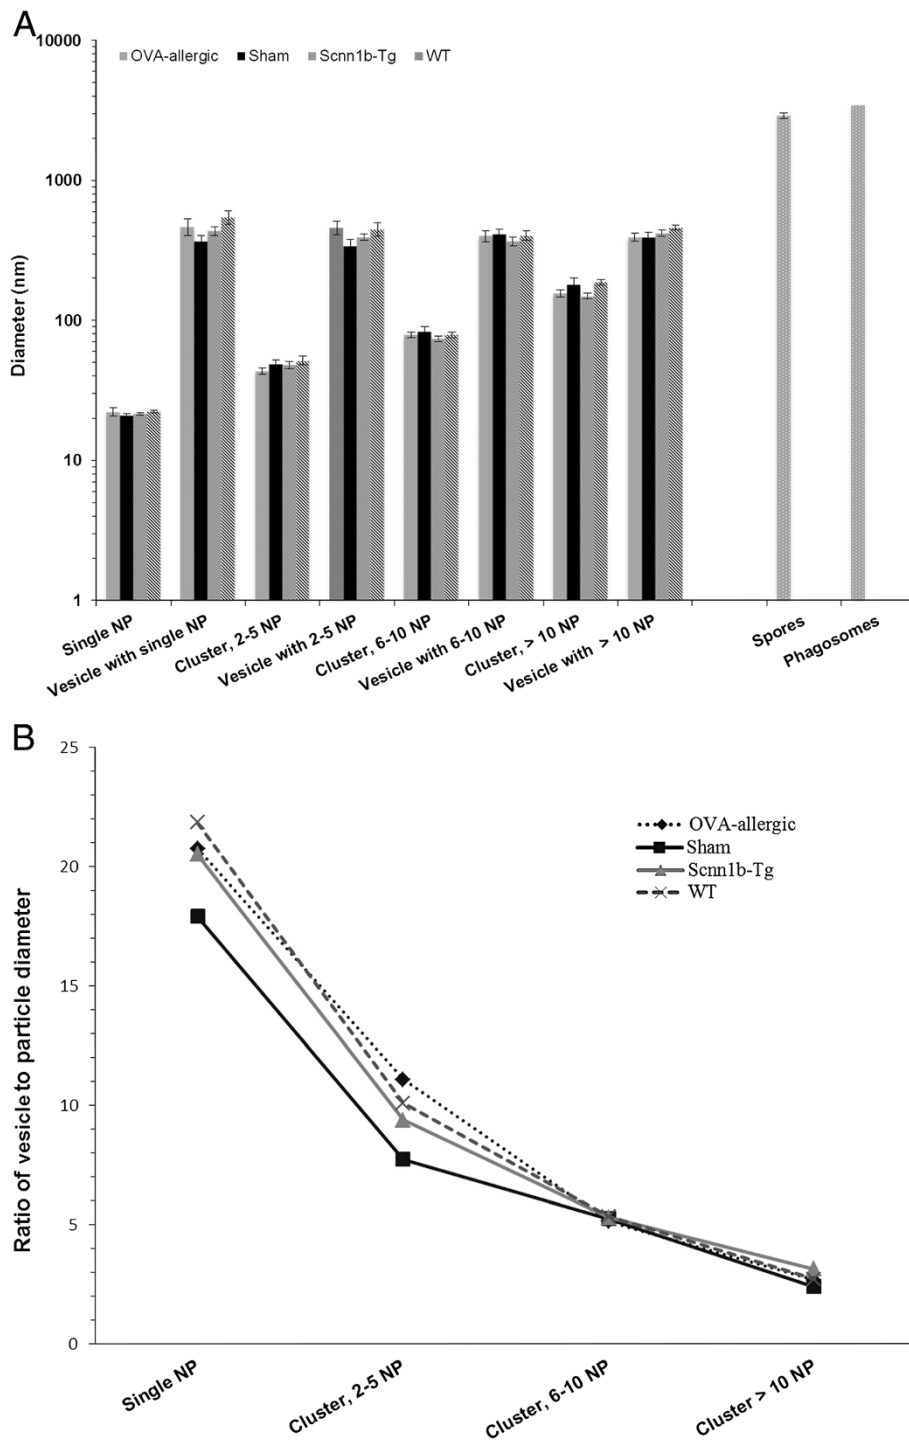 A
10000
1000
100
10
1
Diameter (nm)
OVA-allergic Sham Scnn1b-Tg WT
Single NP
Vesicle with single NP
Cluster, 2-5 NP
Vesicle with 2-5 NP
Cluster, 6-10 NP
Vesicle with 6-10 NP
Cluster, > 10 NP
Vesicle with > 10 NP
Spores
Phagosomes
B
25
20
15
10
5
0
Ratio of vesicle to particle diameter
OVA-allergic
Sham
Scnn1b-Tg
WT
Single NP
Cluster, 2-5 NP
Cluster, 6-10 NP
Cluster > 10 NP